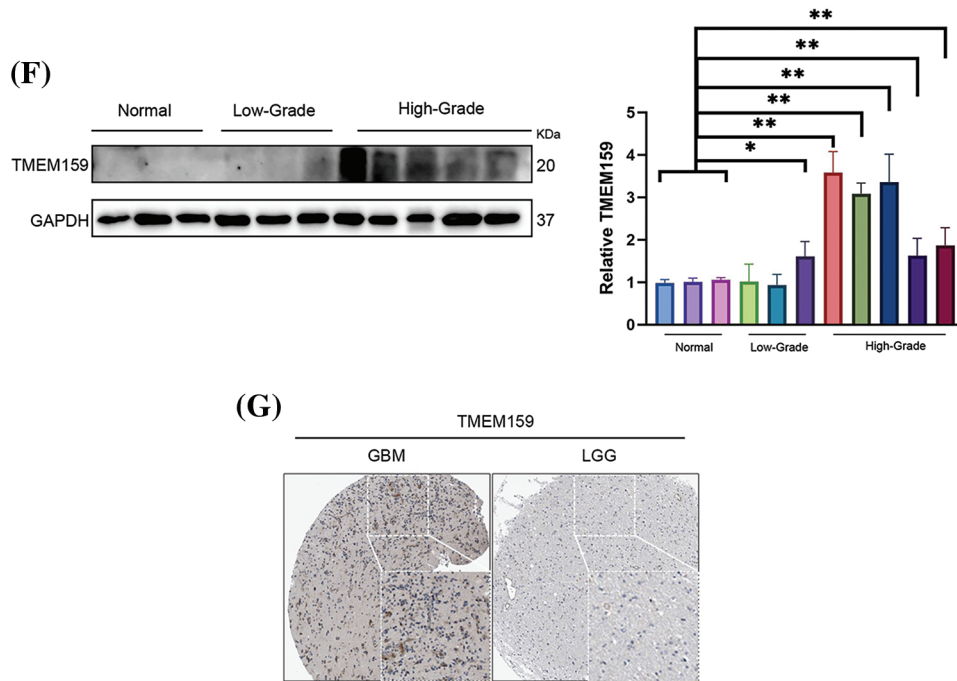 (F)
Normal Low-Grade High-Grade
KDa
TMEM159 20
GAPDH 37
**
**
**
**
**
*
Relative TMEM159
5
4
3
2
1
0
Normal Low-Grade High-Grade
(G)
TMEM159
GBM LGG